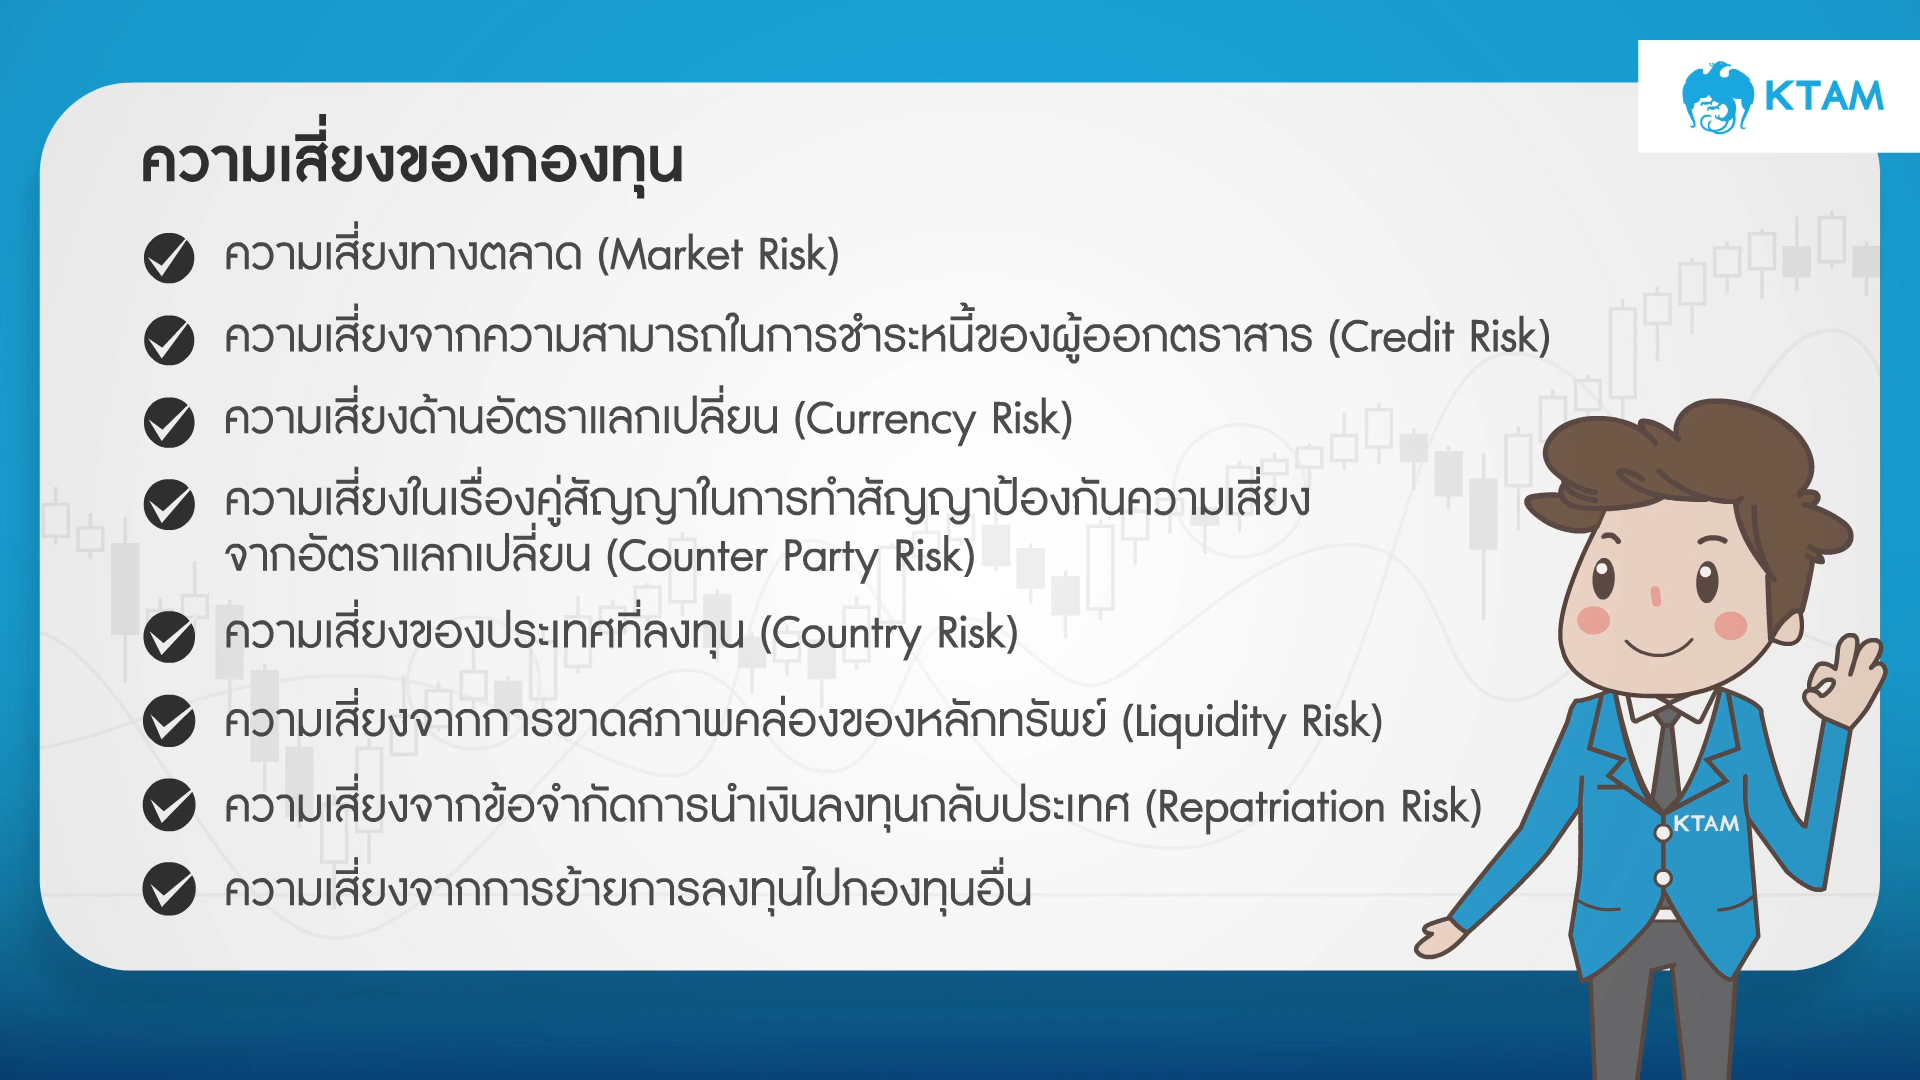 KTAM
ความเสี่ยงของกองทุน
ความเสี่ยงทางตลาด (Market Risk)
ความเสี่ยงจากความสามารถในการชำระหนี้ของผู้ออกตราสาร (Credit Risk)
ความเสี่ยงด้านอัตราแลกเปลี่ยน (Currency Risk)
ความเสี่ยงในเรื่องคู่สัญญาในการทำสัญญาป้องกันความเสี่ยง
จากอัตราแลกเปลี่ยน (Counter Party Risk)
ความเสี่ยงของประเทศที่ลงทุน (Country Risk)
ความเสี่ยงจากการขาดสภาพคล่องของหลักทรัพย์ (Liquidity Risk)
ความเสี่ยงจากข้อจำกัดการนำเงินลงทุนกลับประเทศ (Repatriation Risk)
KTAM
ความเสี่ยงจากการย้ายการลงทุนไปกองทุนอื่น